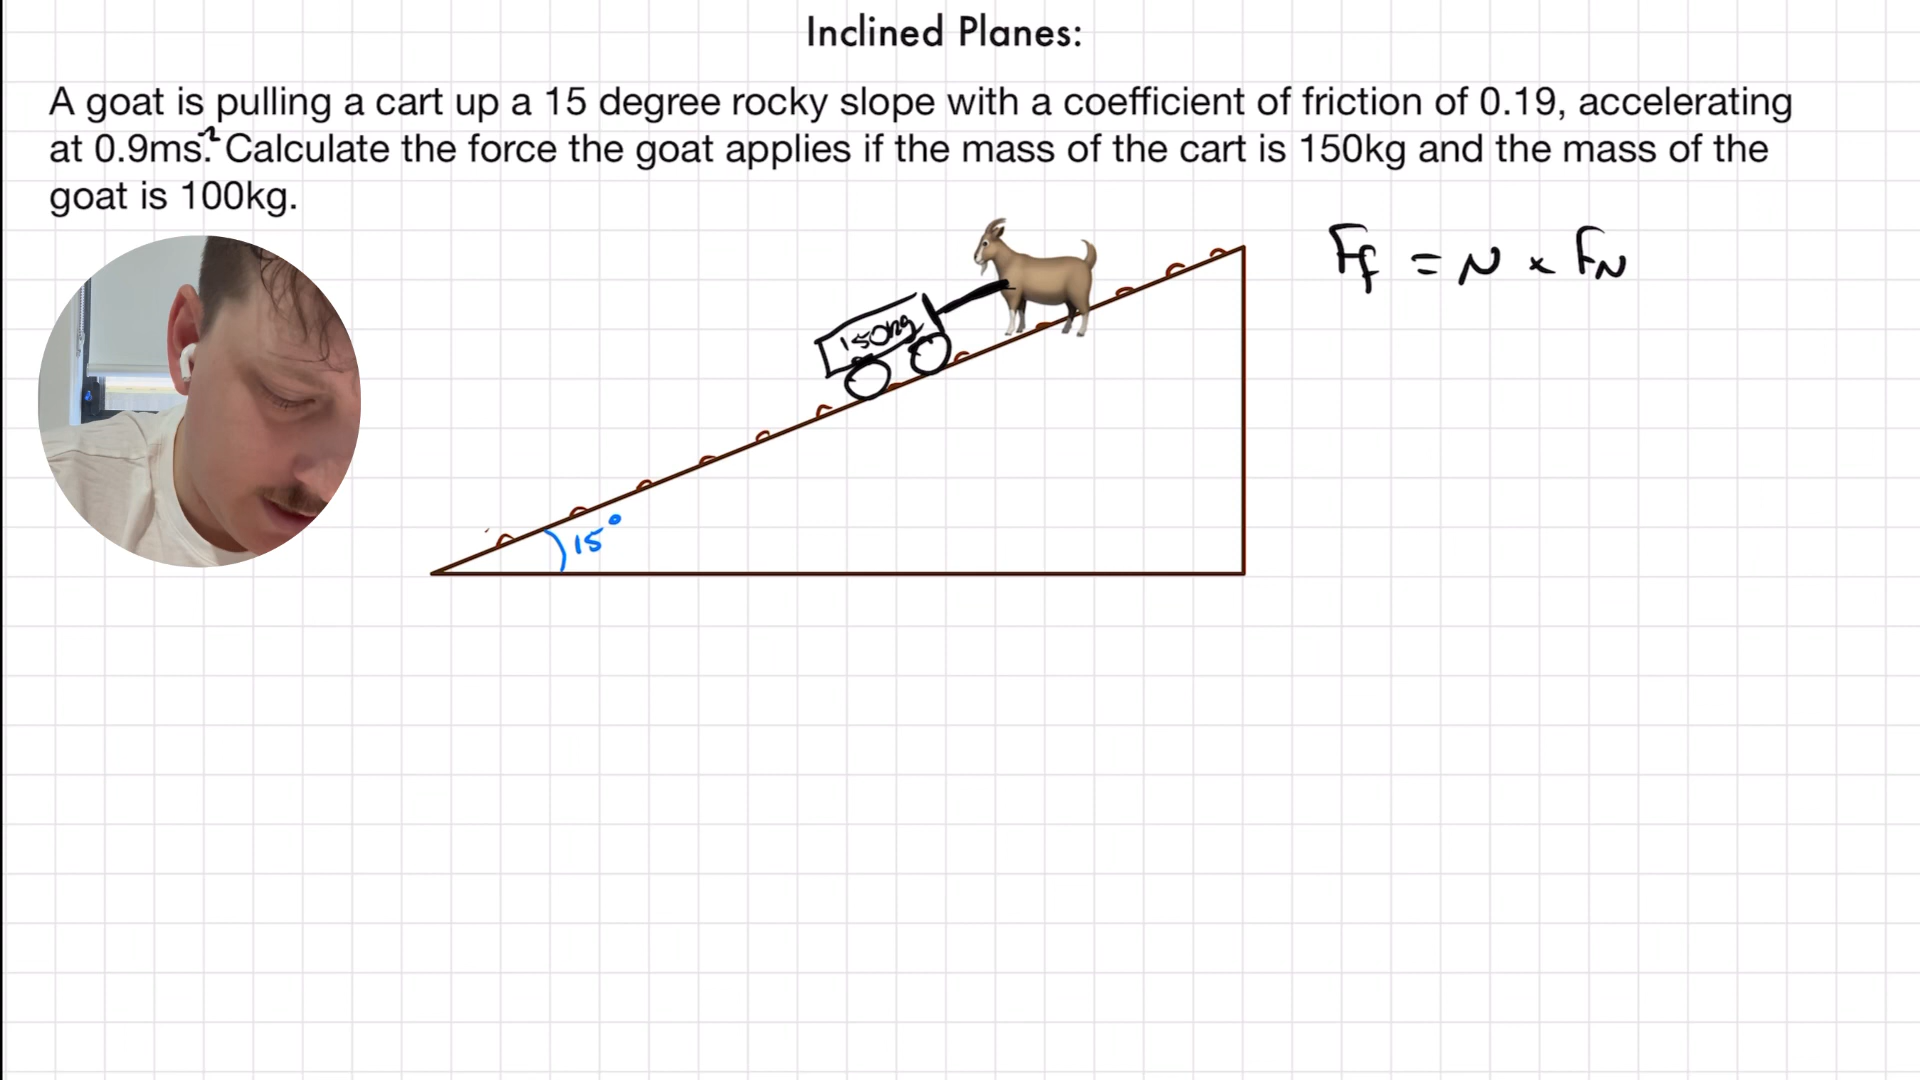 Inclined Planes:
A goat is pulling a cart up a 15 degree rocky slope with a coefficient of friction of 0.19, accelerating
at 0.9ms.⁻² Calculate the force the goat applies if the mass of the cart is 150kg and the mass of the
goat is 100kg.
Ff = N × FN
150kg
15°